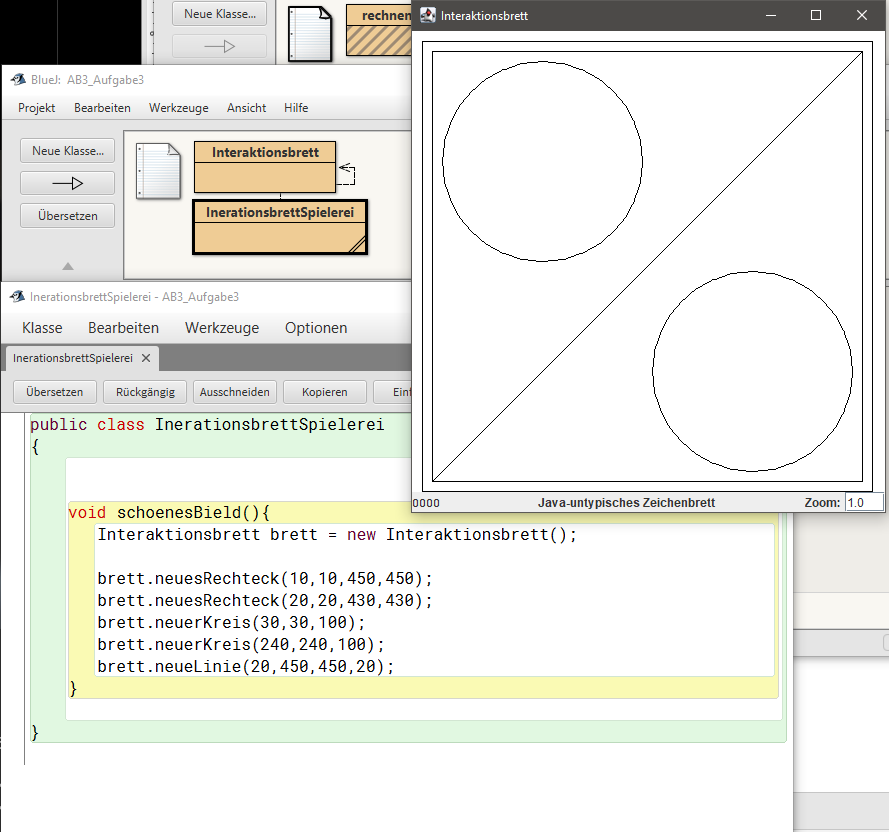 Neue Klasse...
rechnen
Interaktionsbrett
BlueJ: AB3_Aufgabe3
Projekt Bearbeiten Werkzeuge Ansicht Hilfe
Neue Klasse...
Übersetzen
Interaktionsbrett
InerationsbrettSpielerei
0000 Java-untypisches Zeichenbrett Zoom: 1.0
InerationsbrettSpielerei - AB3_Aufgabe3
Klasse Bearbeiten Werkzeuge Optionen
InerationsbrettSpielerei
Übersetzen Rückgängig Ausschneiden Kopieren Einf
public class InerationsbrettSpielerei
{
void schoenesBield(){
Interaktionsbrett brett = new Interaktionsbrett();
brett.neuesRechteck(10,10,450,450);
brett.neuesRechteck(20,20,430,430);
brett.neuerKreis(30,30,100);
brett.neuerKreis(240,240,100);
brett.neueLinie(20,450,450,20);
}
}